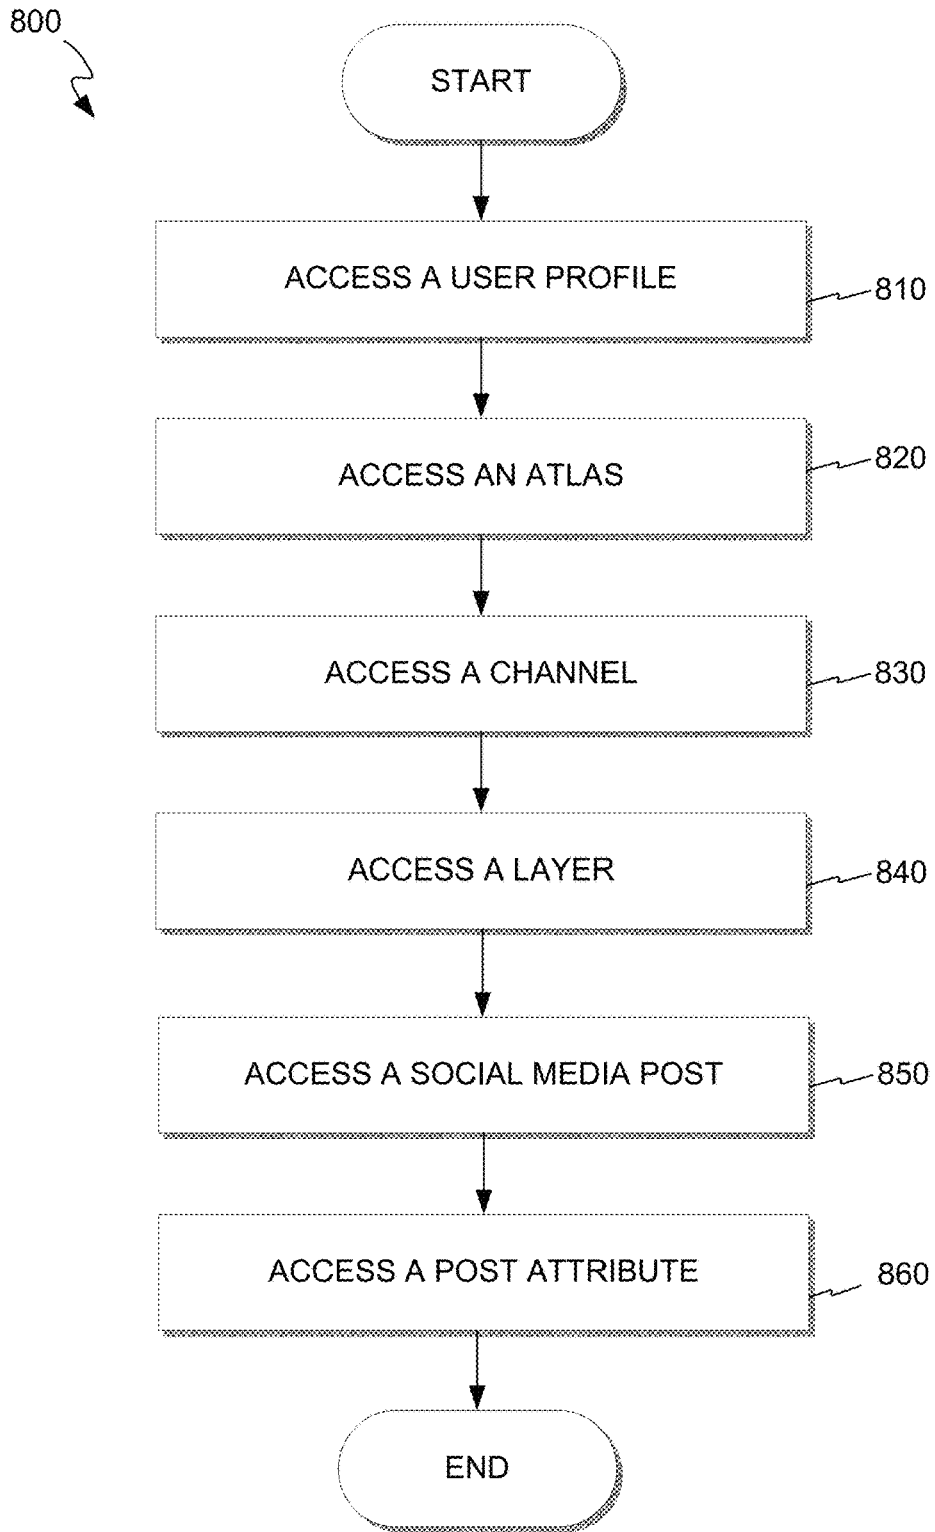 800
START
ACCESS A USER PROFILE
810
ACCESS AN ATLAS
820
ACCESS A CHANNEL
830
ACCESS A LAYER
840
ACCESS A SOCIAL MEDIA POST
850
ACCESS A POST ATTRIBUTE
860
END